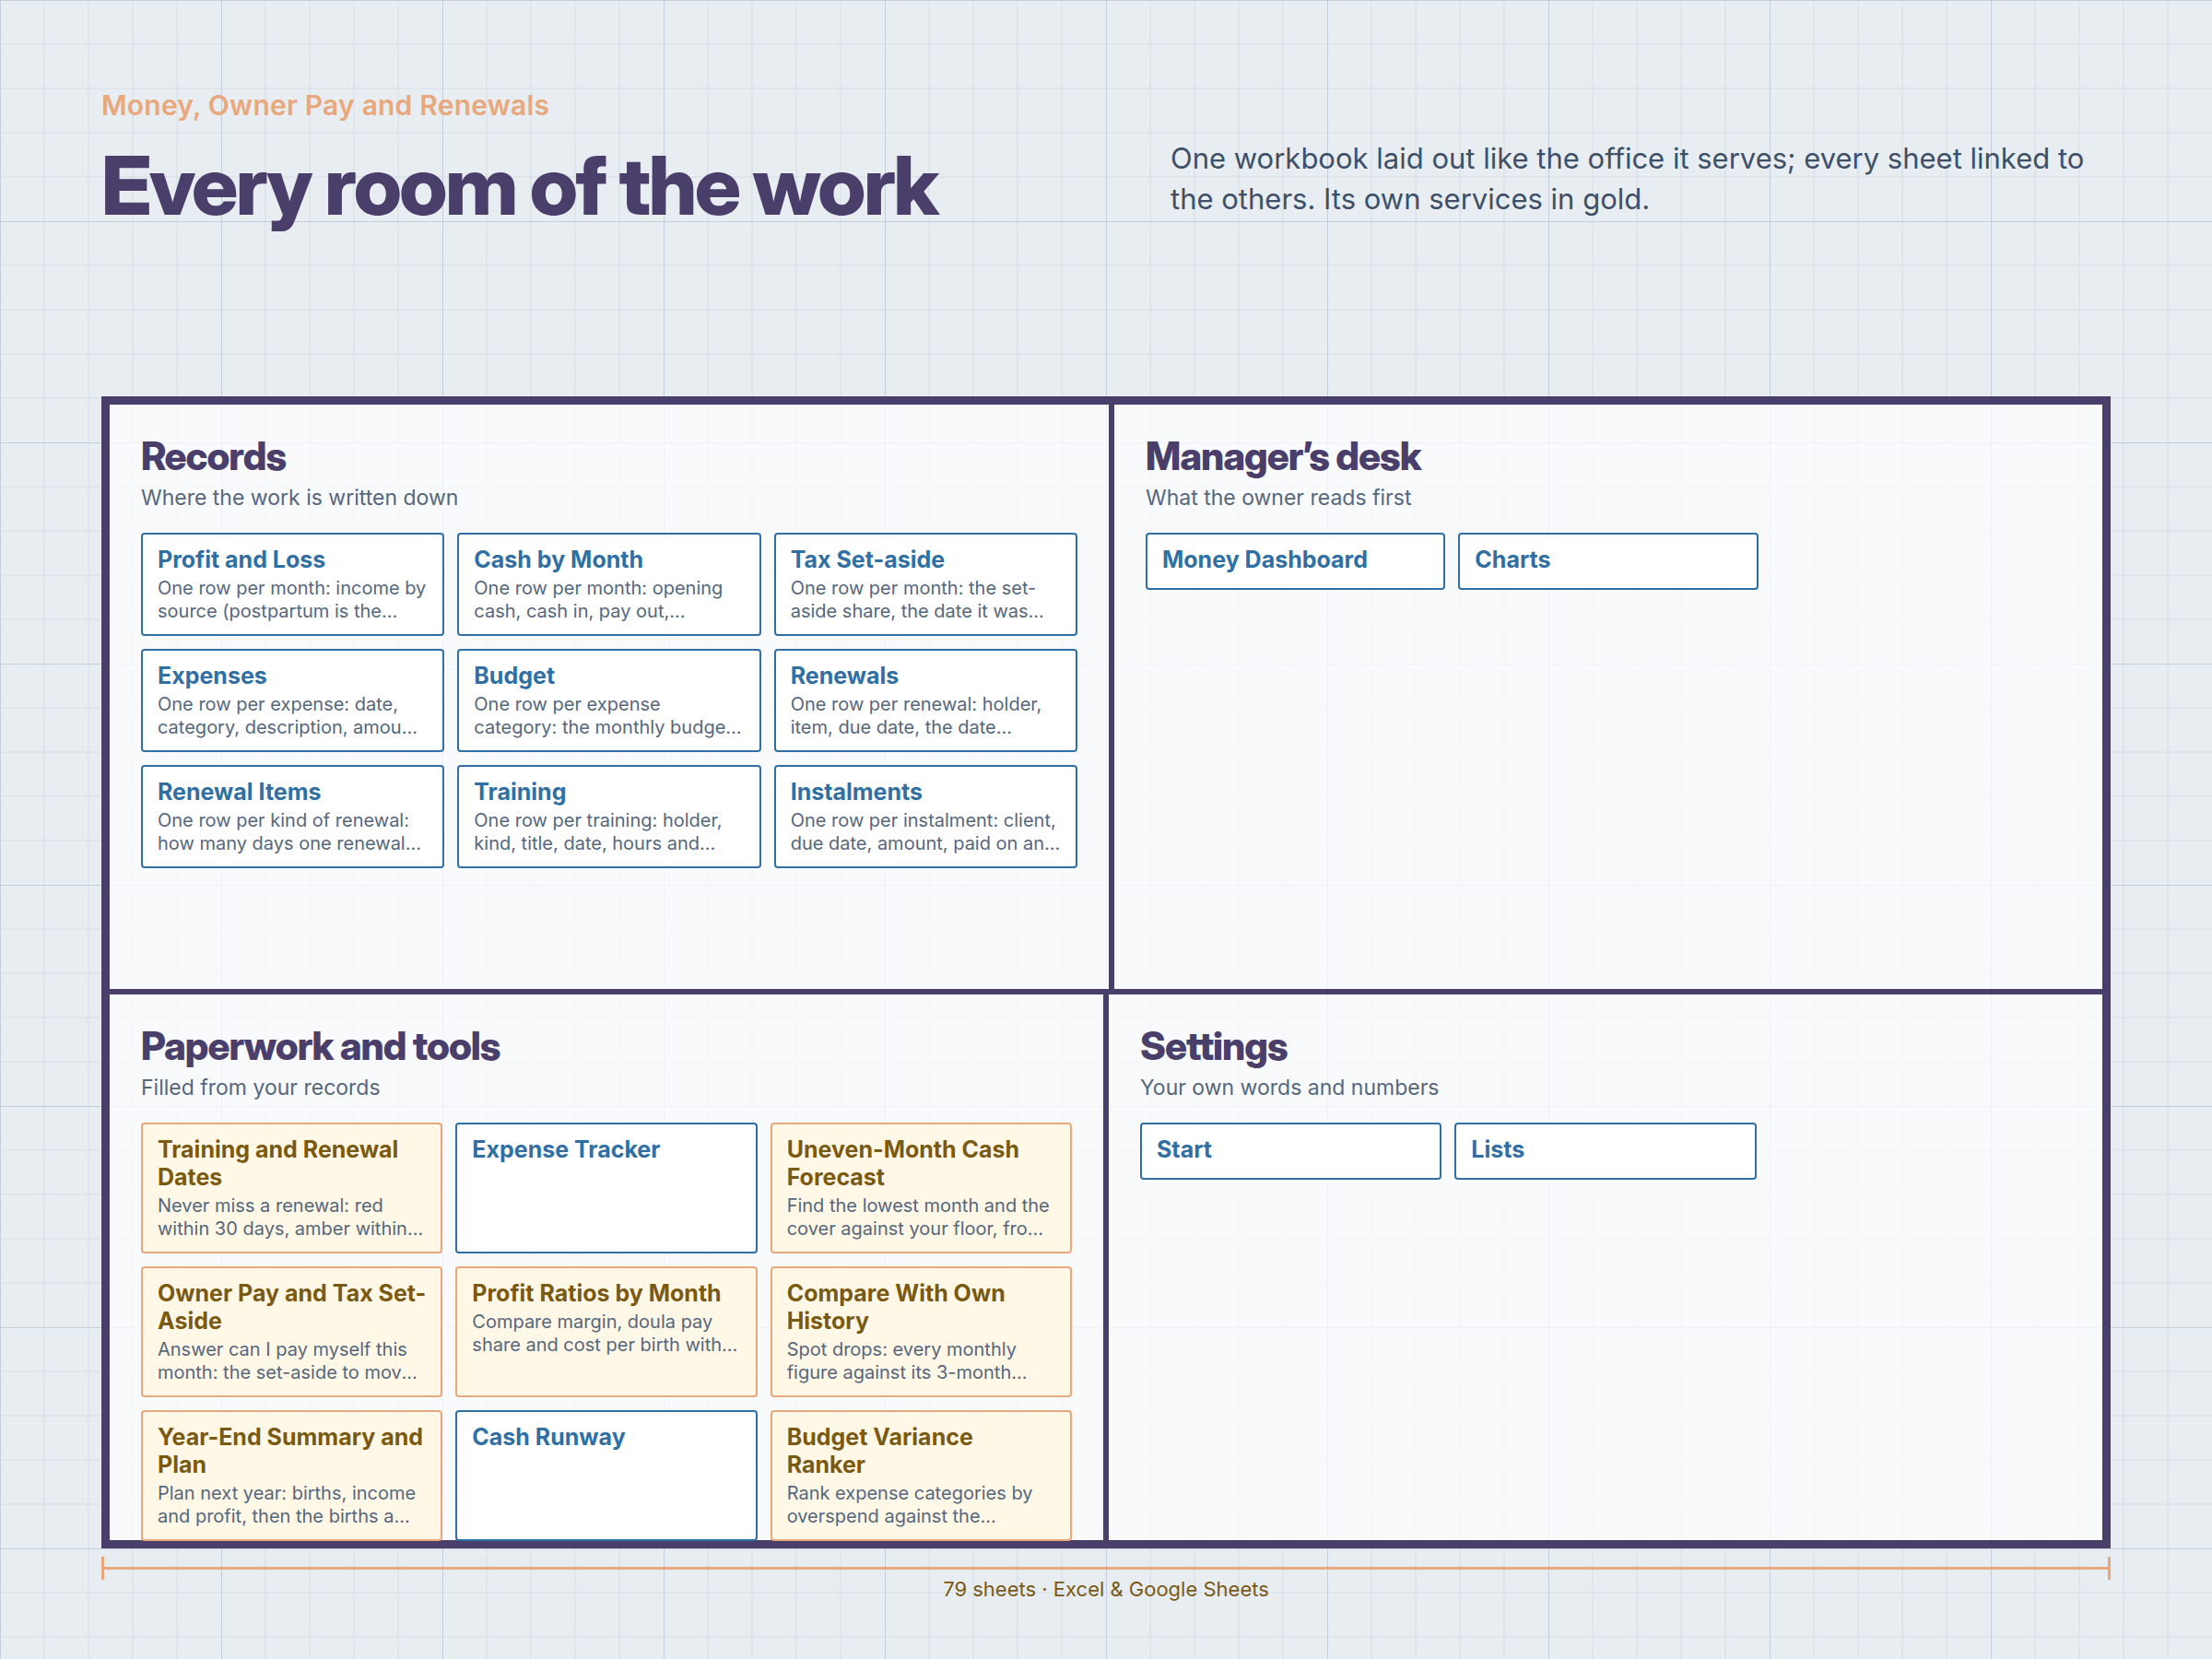 Money, Owner Pay and Renewals
Every room of the work
One workbook laid out like the office it serves; every sheet linked to
the others. Its own services in gold.
Records
Where the work is written down
Profit and Loss
One row per month: income by
source (postpartum is the...
Cash by Month
One row per month: opening
cash, cash in, pay out,...
Tax Set-aside
One row per month: the set-
aside share, the date it was...
Expenses
One row per expense: date,
category, description, amou...
Budget
One row per expense
category: the monthly budge...
Renewals
One row per renewal: holder,
item, due date, the date...
Renewal Items
One row per kind of renewal:
how many days one renewal...
Training
One row per training: holder,
kind, title, date, hours and...
Instalments
One row per instalment: client,
due date, amount, paid on an...
Manager's desk
What the owner reads first
Money Dashboard
Charts
Paperwork and tools
Filled from your records
Training and Renewal
Dates
Never miss a renewal: red
within 30 days, amber within...
Expense Tracker
Uneven-Month Cash
Forecast
Find the lowest month and the
cover against your floor, fro...
Owner Pay and Tax Set-
Aside
Answer can I pay myself this
month: the set-aside to mov...
Profit Ratios by Month
Compare margin, doula pay
share and cost per birth with...
Compare With Own
History
Spot drops: every monthly
figure against its 3-month...
Year-End Summary and
Plan
Plan next year: births, income
and profit, then the births a...
Cash Runway
Budget Variance
Ranker
Rank expense categories by
overspend against the...
Settings
Your own words and numbers
Start
Lists
79 sheets · Excel & Google Sheets